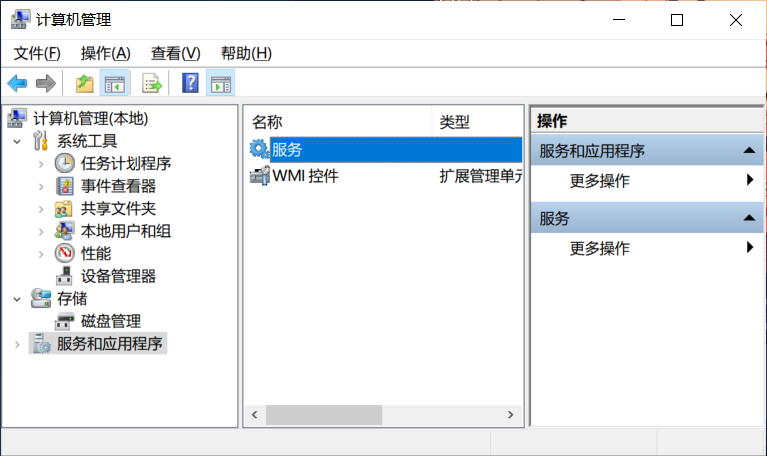 计算机管理
文件(F) 操作(A) 查看(V) 帮助(H)
计算机管理(本地)
系统工具
任务计划程序
事件查看器
共享文件夹
本地用户和组
性能
设备管理器
存储
磁盘管理
服务和应用程序
名称 类型
服务
WMI 控件 扩展管理单元
操作
服务和应用程序
更多操作
服务
更多操作